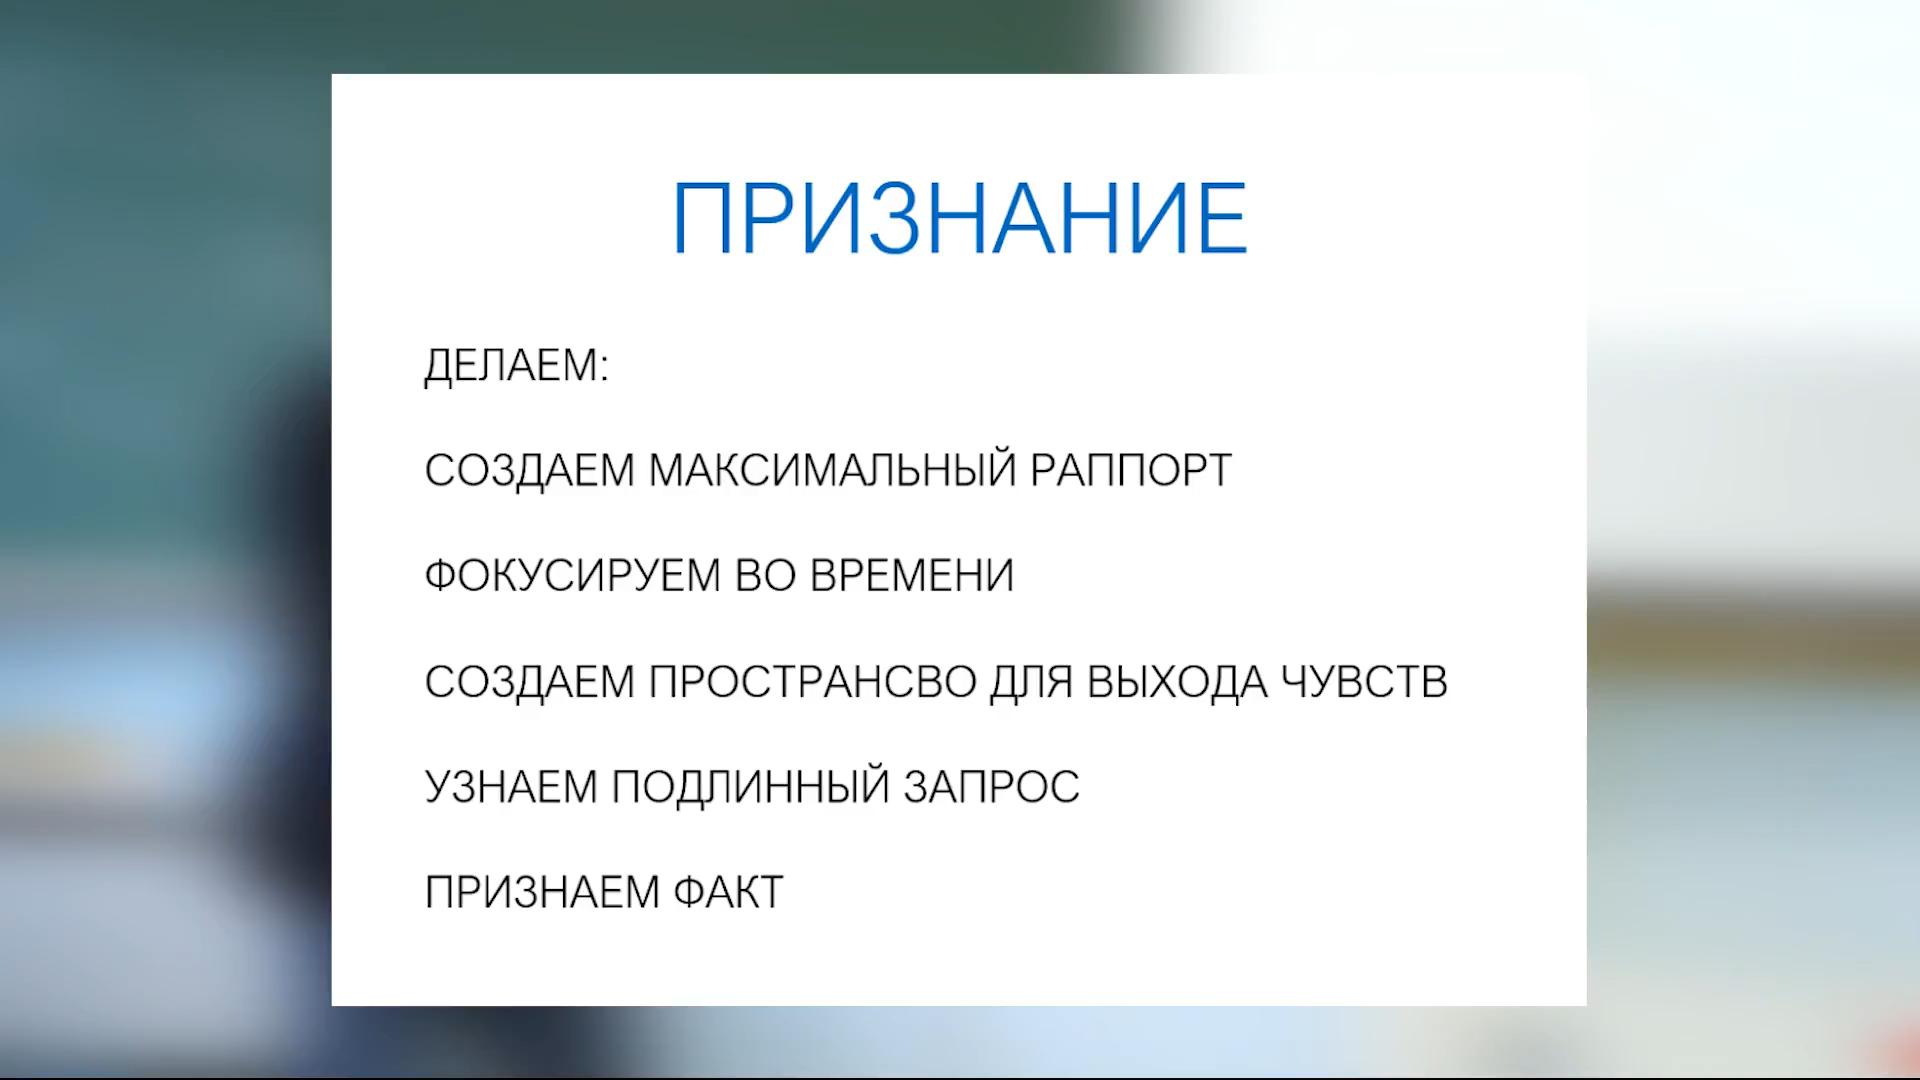 ПРИЗНАНИЕ
ДЕЛАЕМ:
СОЗДАЕМ МАКСИМАЛЬНЫЙ РАППОРТ
ФОКУСИРУЕМ ВО ВРЕМЕНИ
СОЗДАЕМ ПРОСТРАНСВО ДЛЯ ВЫХОДА ЧУВСТВ
УЗНАЕМ ПОДЛИННЫЙ ЗАПРОС
ПРИЗНАЕМ ФАКТ